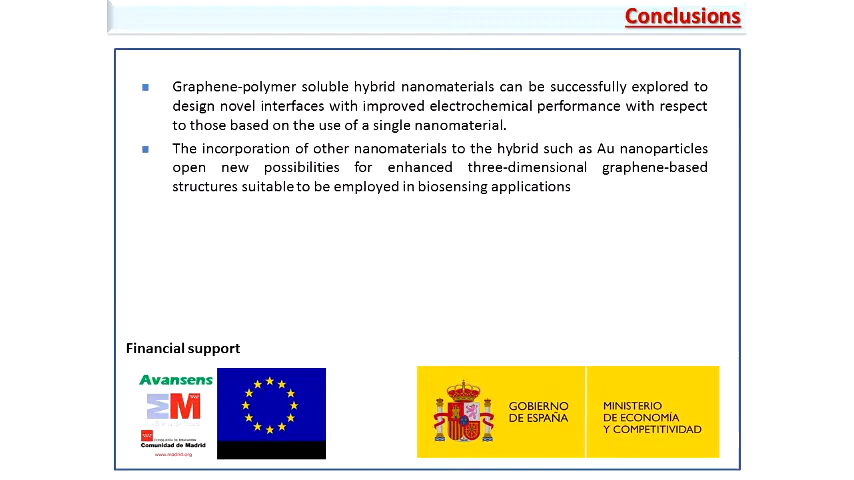 Conclusions
Graphene-polymer soluble hybrid nanomaterials can be successfully explored to
design novel interfaces with improved electrochemical performance with respect
to those based on the use of a single nanomaterial.
The incorporation of other nanomaterials to the hybrid such as Au nanoparticles
open new possibilities for enhanced three-dimensional graphene-based
structures suitable to be employed in biosensing applications
Financial support
Avansens
GOBIERNO
DE ESPAÑA
MINISTERIO
DE ECONOMÍA
Y COMPETITIVIDAD
Comunidad de Madrid
www.madrid.org